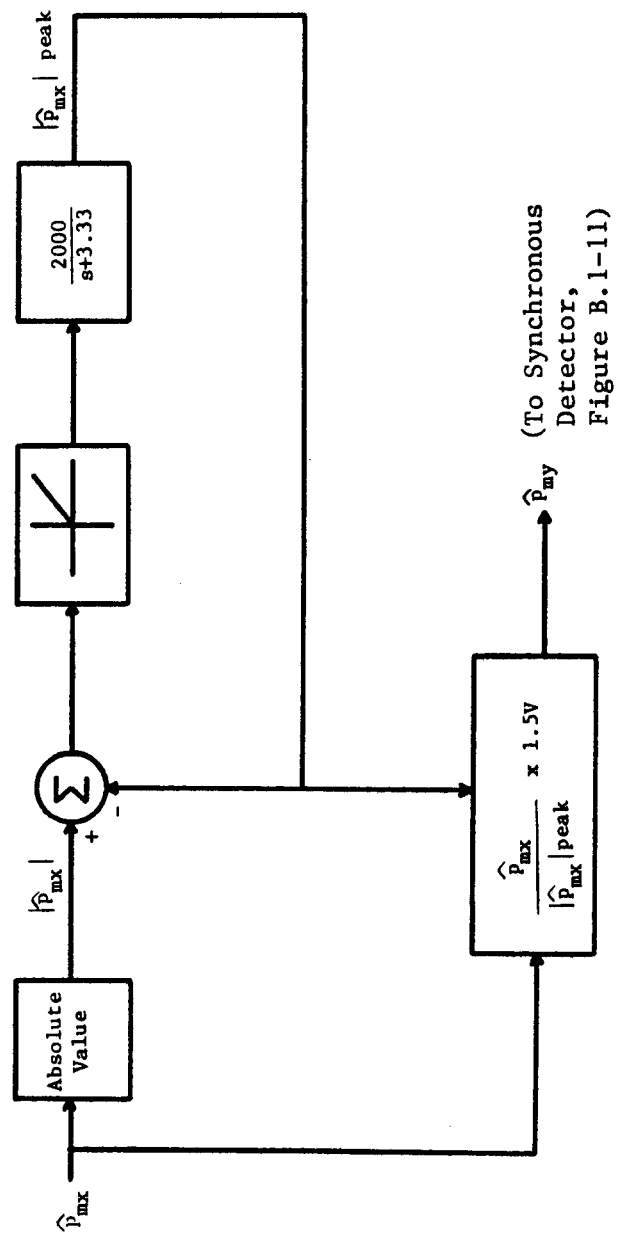 p̂mx
Absolute
Value
|p̂mx|
+
-
Σ
2000
s+3.33
|p̂mx| peak
p̂mx
|p̂mx|peak
x 1.5V
p̂my
(To Synchronous
Detector,
Figure B.1-11)